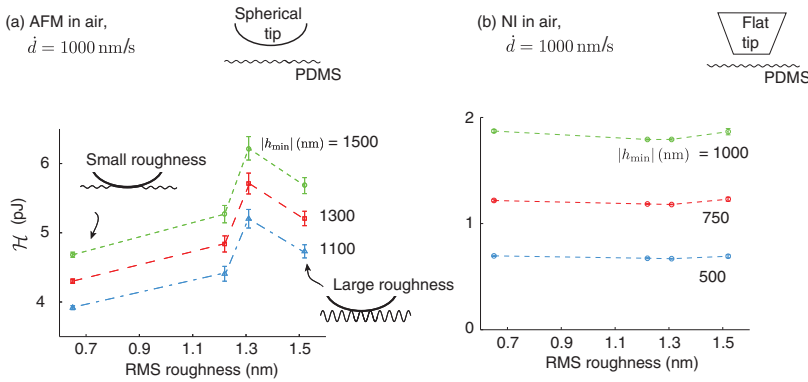 (a) AFM in air,
ḋ = 1000 nm/s
Spherical
tip
PDMS
|h_min| (nm) = 1500
Small roughness
1300
1100
Large roughness
6
5
4
ℋ (pJ)
0.7 0.9 1.1 1.3 1.5
RMS roughness (nm)
(b) NI in air,
ḋ = 1000 nm/s
Flat
tip
PDMS
2
|h_min| (nm) = 1000
750
1
500
0
0.7 0.9 1.1 1.3 1.5
RMS roughness (nm)